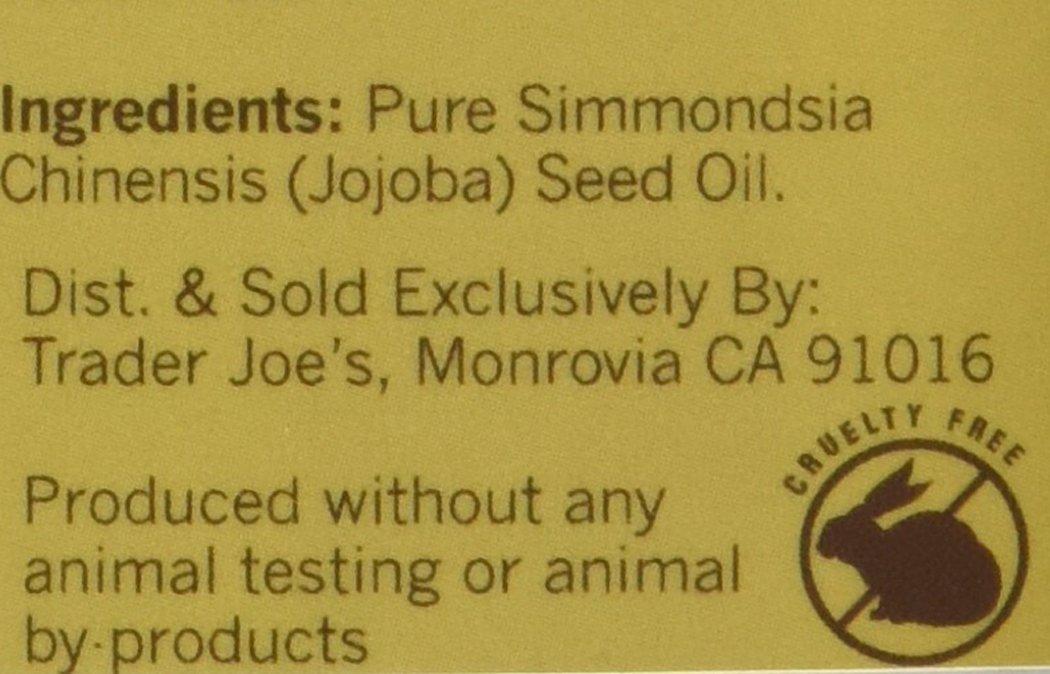 Ingredients: Pure Simmondsia
Chinensis (Jojoba) Seed Oil.
Dist. & Sold Exclusively By:
Trader Joe's, Monrovia CA 91016
CRUELTY FREE
Produced without any
animal testing or animal
by-products